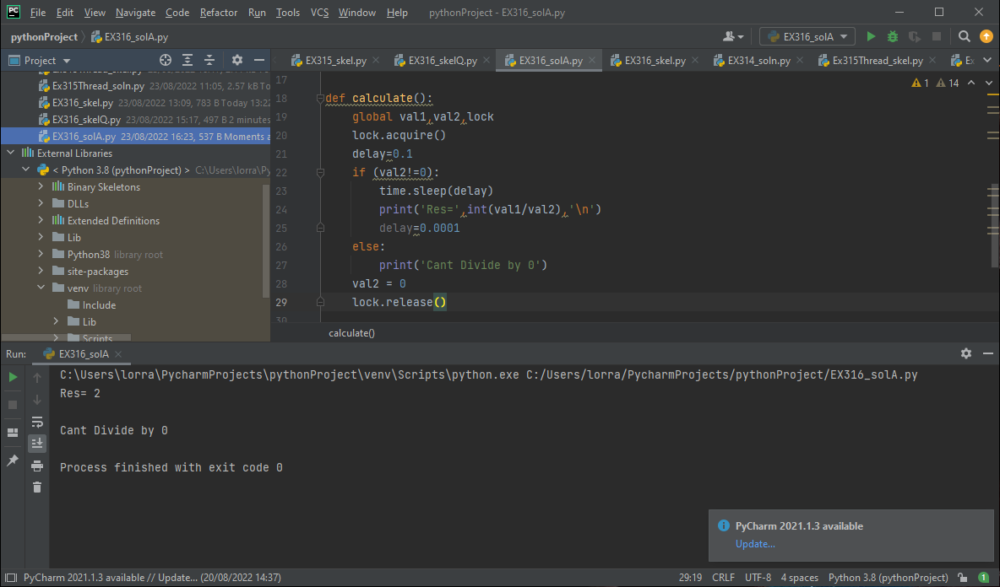 PC File Edit View Navigate Code Refactor Run Tools VCS Window Help pythonProject - EX316_solA.py
pythonProject EX316_solA.py EX316_solA
Project EX315_skel.py EX316_skelQ.py EX316_solA.py EX316_skel.py EX314_soln.py Ex315Thread_skel.py Ex
Ex315Thread_soln.py 23/08/2022 11:05, 2.57 kB To
EX316_skel.py 23/08/2022 13:09, 783 B Today 13:22
EX316_skelQ.py 23/08/2022 15:17, 497 B 2 minutes
EX316_solA.py 23/08/2022 16:23, 537 B Moments a
External Libraries
< Python 3.8 (pythonProject) > C:\Users\lorra\Py
Binary Skeletons
DLLs
Extended Definitions
Lib
Python38 library root
site-packages
venv library root
Include
Lib
Scripts
1 14
17
18 def calculate():
19 global val1,val2,lock
20 lock.acquire()
21 delay=0.1
22 if (val2!=0):
23 time.sleep(delay)
24 print('Res=',int(val1/val2),'\n')
25 delay=0.0001
26 else:
27 print('Cant Divide by 0')
28 val2 = 0
29 lock.release()
30
calculate()
Run: EX316_solA
C:\Users\lorra\PycharmProjects\pythonProject\venv\Scripts\python.exe C:/Users/lorra/PycharmProjects/pythonProject/EX316_solA.py
Res= 2
Cant Divide by 0
Process finished with exit code 0
PyCharm 2021.1.3 available
Update...
PyCharm 2021.1.3 available // Update... (20/08/2022 14:37) 29:19 CRLF UTF-8 4 spaces Python 3.8 (pythonProject) 1